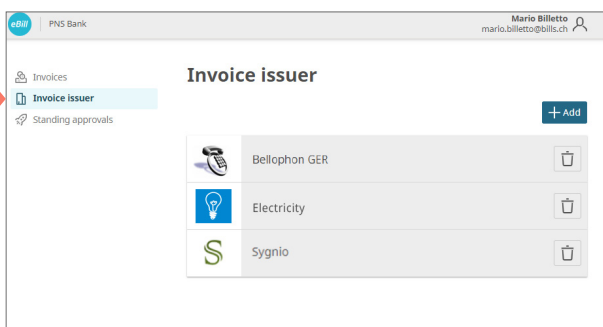 eBill PNS Bank
Mario Billetto
mario.billetto@bills.ch
Invoices
Invoice issuer
Standing approvals
Invoice issuer
+ Add
Bellophon GER
Electricity
S Sygnio